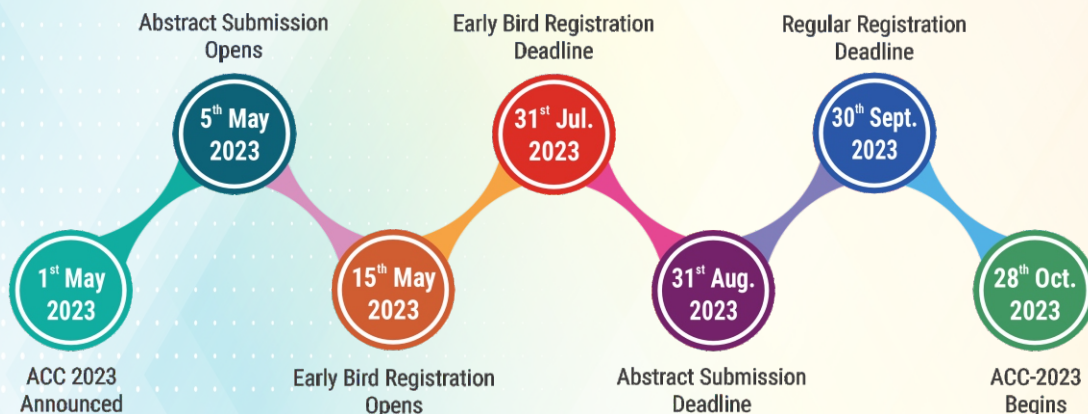 Abstract Submission
Opens
Early Bird Registration
Deadline
Regular Registration
Deadline
5th May
2023
31st Jul.
2023
30th Sept.
2023
1st May
2023
15th May
2023
31st Aug.
2023
28th Oct.
2023
ACC 2023
Announced
Early Bird Registration
Opens
Abstract Submission
Deadline
ACC-2023
Begins